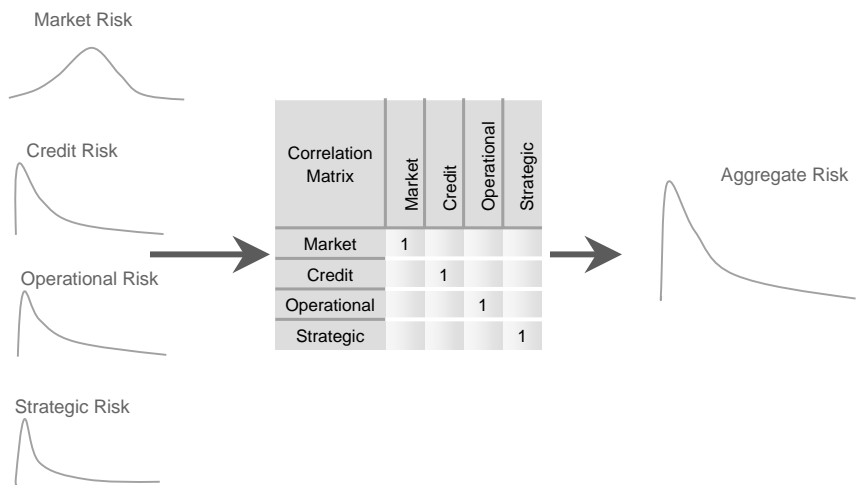 Market Risk
Credit Risk
Operational Risk
Strategic Risk
Correlation
Matrix
Market
Credit
Operational
Strategic
Market 1
Credit 1
Operational 1
Strategic 1
Aggregate Risk